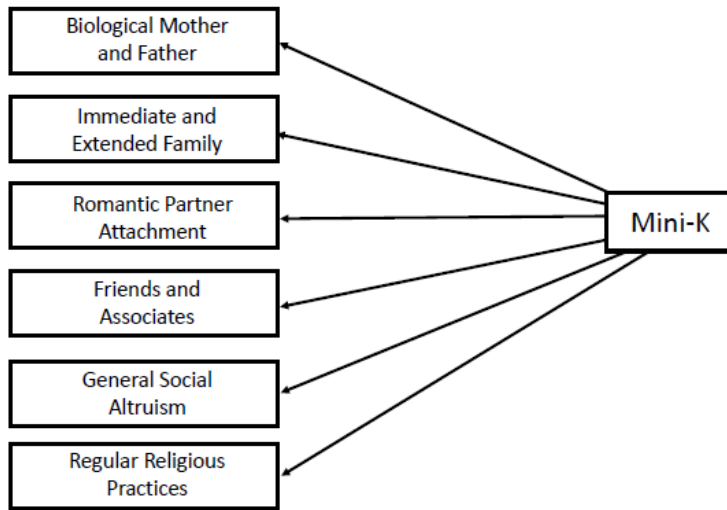 Biological Mother
and Father
Immediate and
Extended Family
Romantic Partner
Attachment
Mini-K
Friends and
Associates
General Social
Altruism
Regular Religious
Practices